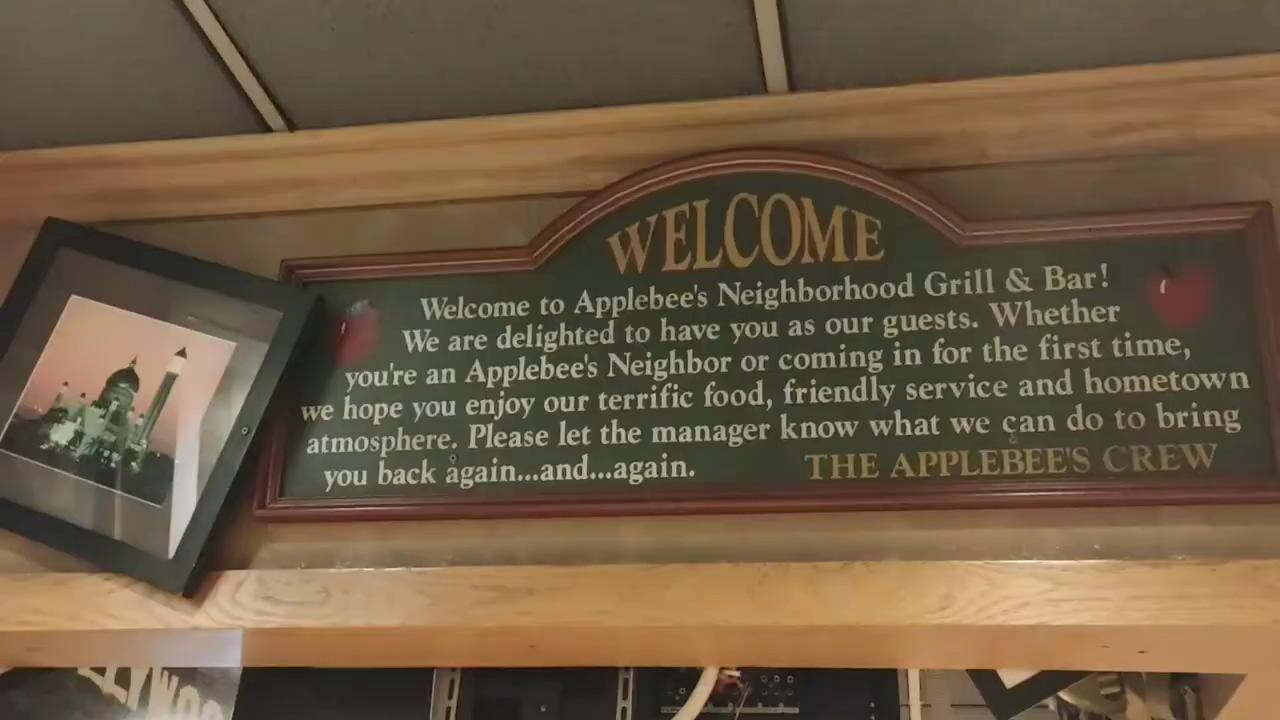 WELCOME
Welcome to Applebee's Neighborhood Grill & Bar!
We are delighted to have you as our guests. Whether
you're an Applebee's Neighbor or coming in for the first time,
we hope you enjoy our terrific food, friendly service and hometown
atmosphere. Please let the manager know what we can do to bring
you back again...and...again.
THE APPLEBEE'S CREW